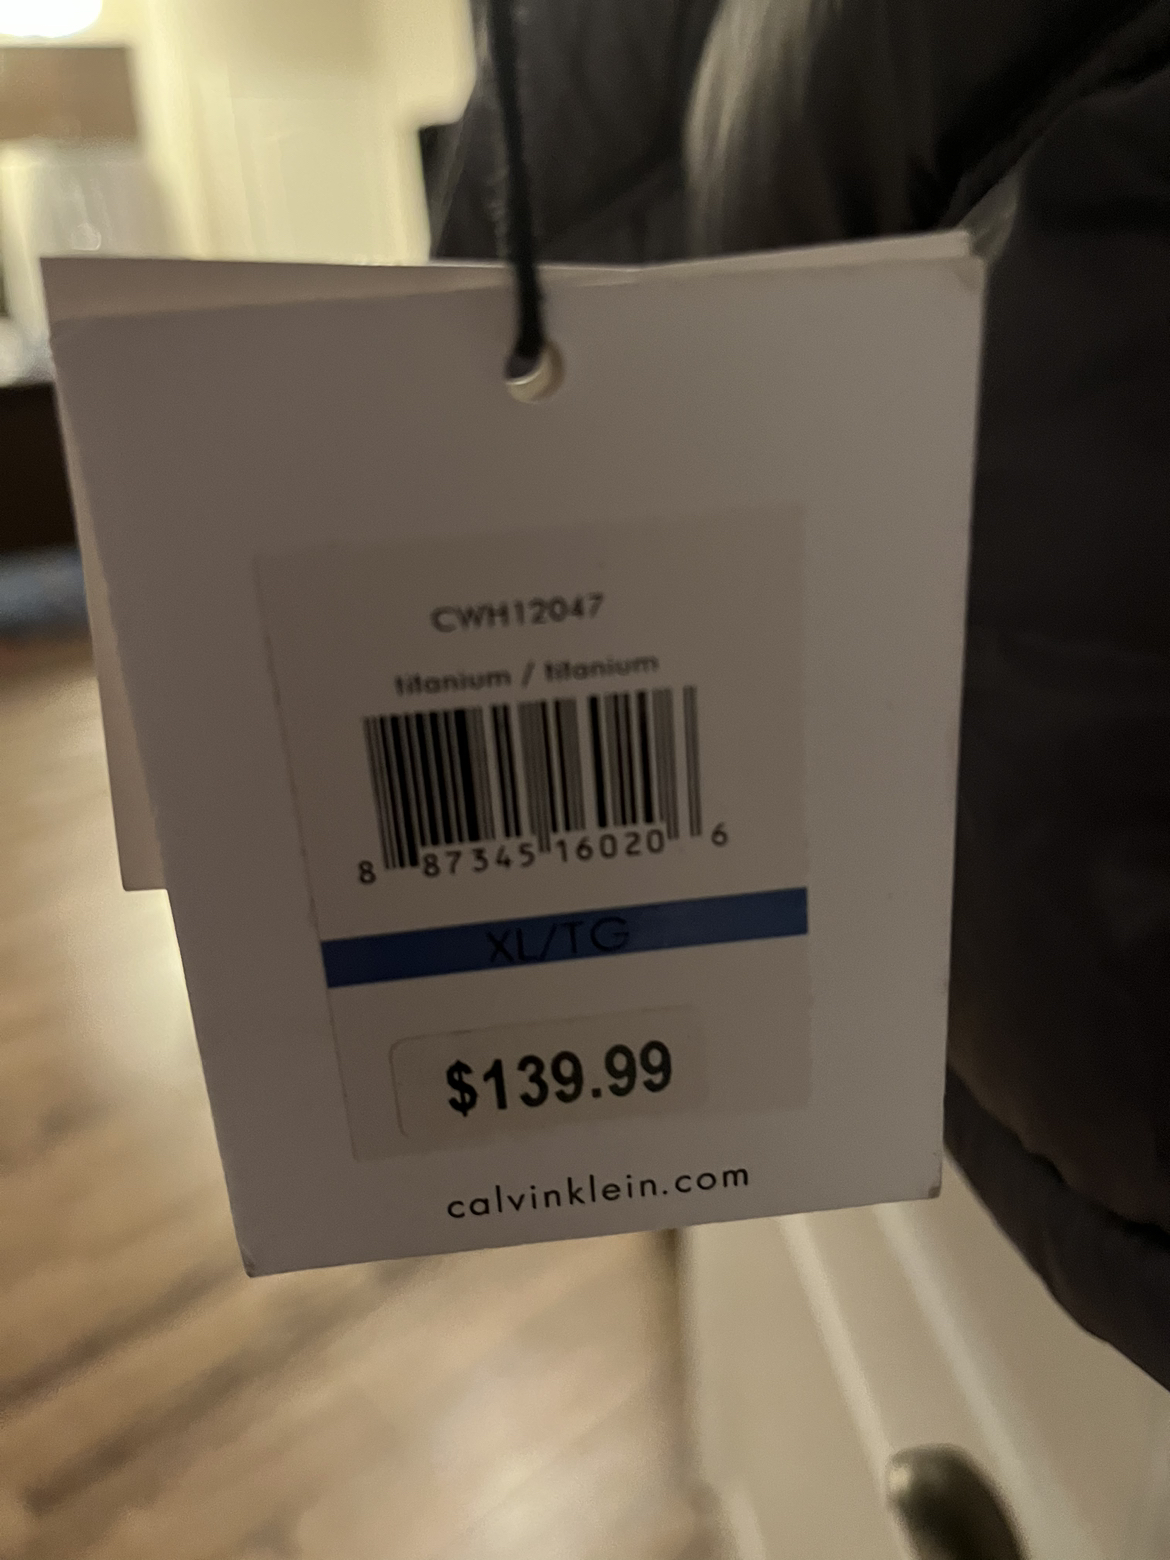 CWH12047
titanium / titanium
8 87345 16020 6
XL/TG
$139.99
calvinklein.com